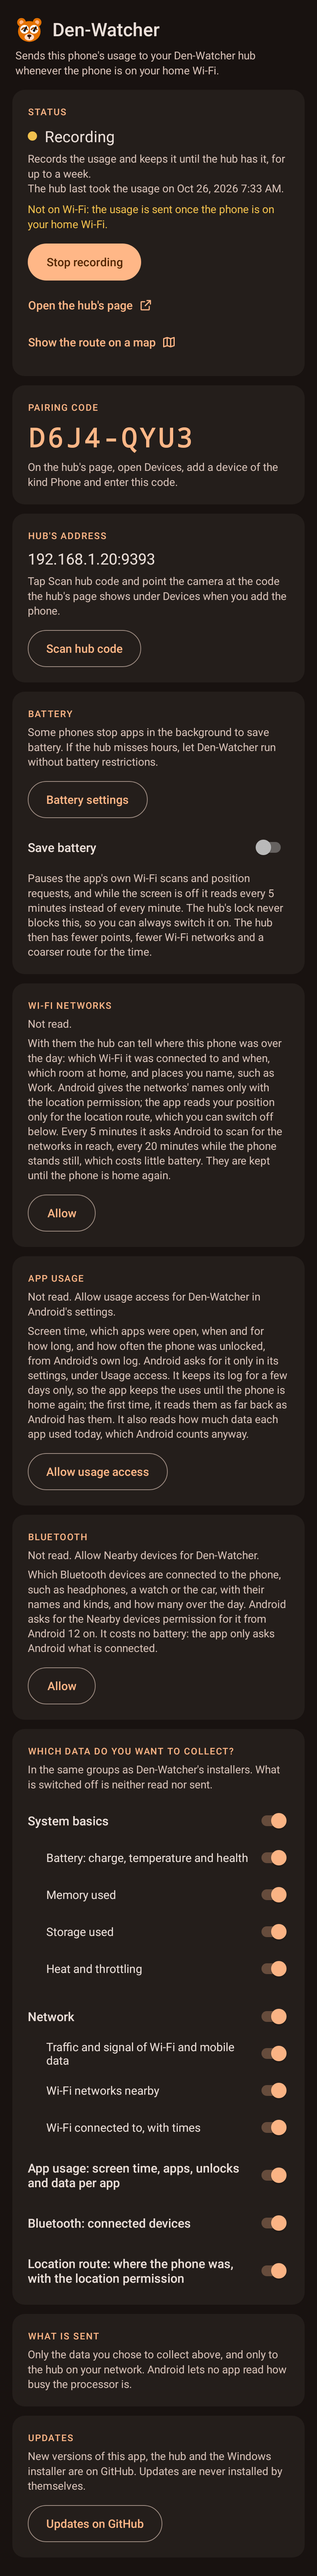 Den-Watcher
Sends this phone's usage to your Den-Watcher hub
whenever the phone is on your home Wi-Fi.
STATUS
Recording
Records the usage and keeps it until the hub has it, for
up to a week.
The hub last took the usage on Oct 26, 2026 7:33 AM.
Not on Wi-Fi: the usage is sent once the phone is on
your home Wi-Fi.
Stop recording
Open the hub's page
Show the route on a map
PAIRING CODE
D6J4-QYU3
On the hub's page, open Devices, add a device of the
kind Phone and enter this code.
HUB'S ADDRESS
192.168.1.20:9393
Tap Scan hub code and point the camera at the code
the hub's page shows under Devices when you add the
phone.
Scan hub code
BATTERY
Some phones stop apps in the background to save
battery. If the hub misses hours, let Den-Watcher run
without battery restrictions.
Battery settings
Save battery
Pauses the app's own Wi-Fi scans and position
requests, and while the screen is off it reads every 5
minutes instead of every minute. The hub's lock never
blocks this, so you can always switch it on. The hub
then has fewer points, fewer Wi-Fi networks and a
coarser route for the time.
WI-FI NETWORKS
Not read.
With them the hub can tell where this phone was over
the day: which Wi-Fi it was connected to and when,
which room at home, and places you name, such as
Work. Android gives the networks' names only with
the location permission; the app reads your position
only for the location route, which you can switch off
below. Every 5 minutes it asks Android to scan for the
networks in reach, every 20 minutes while the phone
stands still, which costs little battery. They are kept
until the phone is home again.
Allow
APP USAGE
Not read. Allow usage access for Den-Watcher in
Android's settings.
Screen time, which apps were open, when and for
how long, and how often the phone was unlocked,
from Android's own log. Android asks for it only in its
settings, under Usage access. It keeps its log for a few
days only, so the app keeps the uses until the phone is
home again; the first time, it reads them as far back as
Android has them. It also reads how much data each
app used today, which Android counts anyway.
Allow usage access
BLUETOOTH
Not read. Allow Nearby devices for Den-Watcher.
Which Bluetooth devices are connected to the phone,
such as headphones, a watch or the car, with their
names and kinds, and how many over the day. Android
asks for the Nearby devices permission for it from
Android 12 on. It costs no battery: the app only asks
Android what is connected.
Allow
WHICH DATA DO YOU WANT TO COLLECT?
In the same groups as Den-Watcher's installers. What
is switched off is neither read nor sent.
System basics
Battery: charge, temperature and health
Memory used
Storage used
Heat and throttling
Network
Traffic and signal of Wi-Fi and mobile
data
Wi-Fi networks nearby
Wi-Fi connected to, with times
App usage: screen time, apps, unlocks
and data per app
Bluetooth: connected devices
Location route: where the phone was,
with the location permission
WHAT IS SENT
Only the data you chose to collect above, and only to
the hub on your network. Android lets no app read how
busy the processor is.
UPDATES
New versions of this app, the hub and the Windows
installer are on GitHub. Updates are never installed by
themselves.
Updates on GitHub